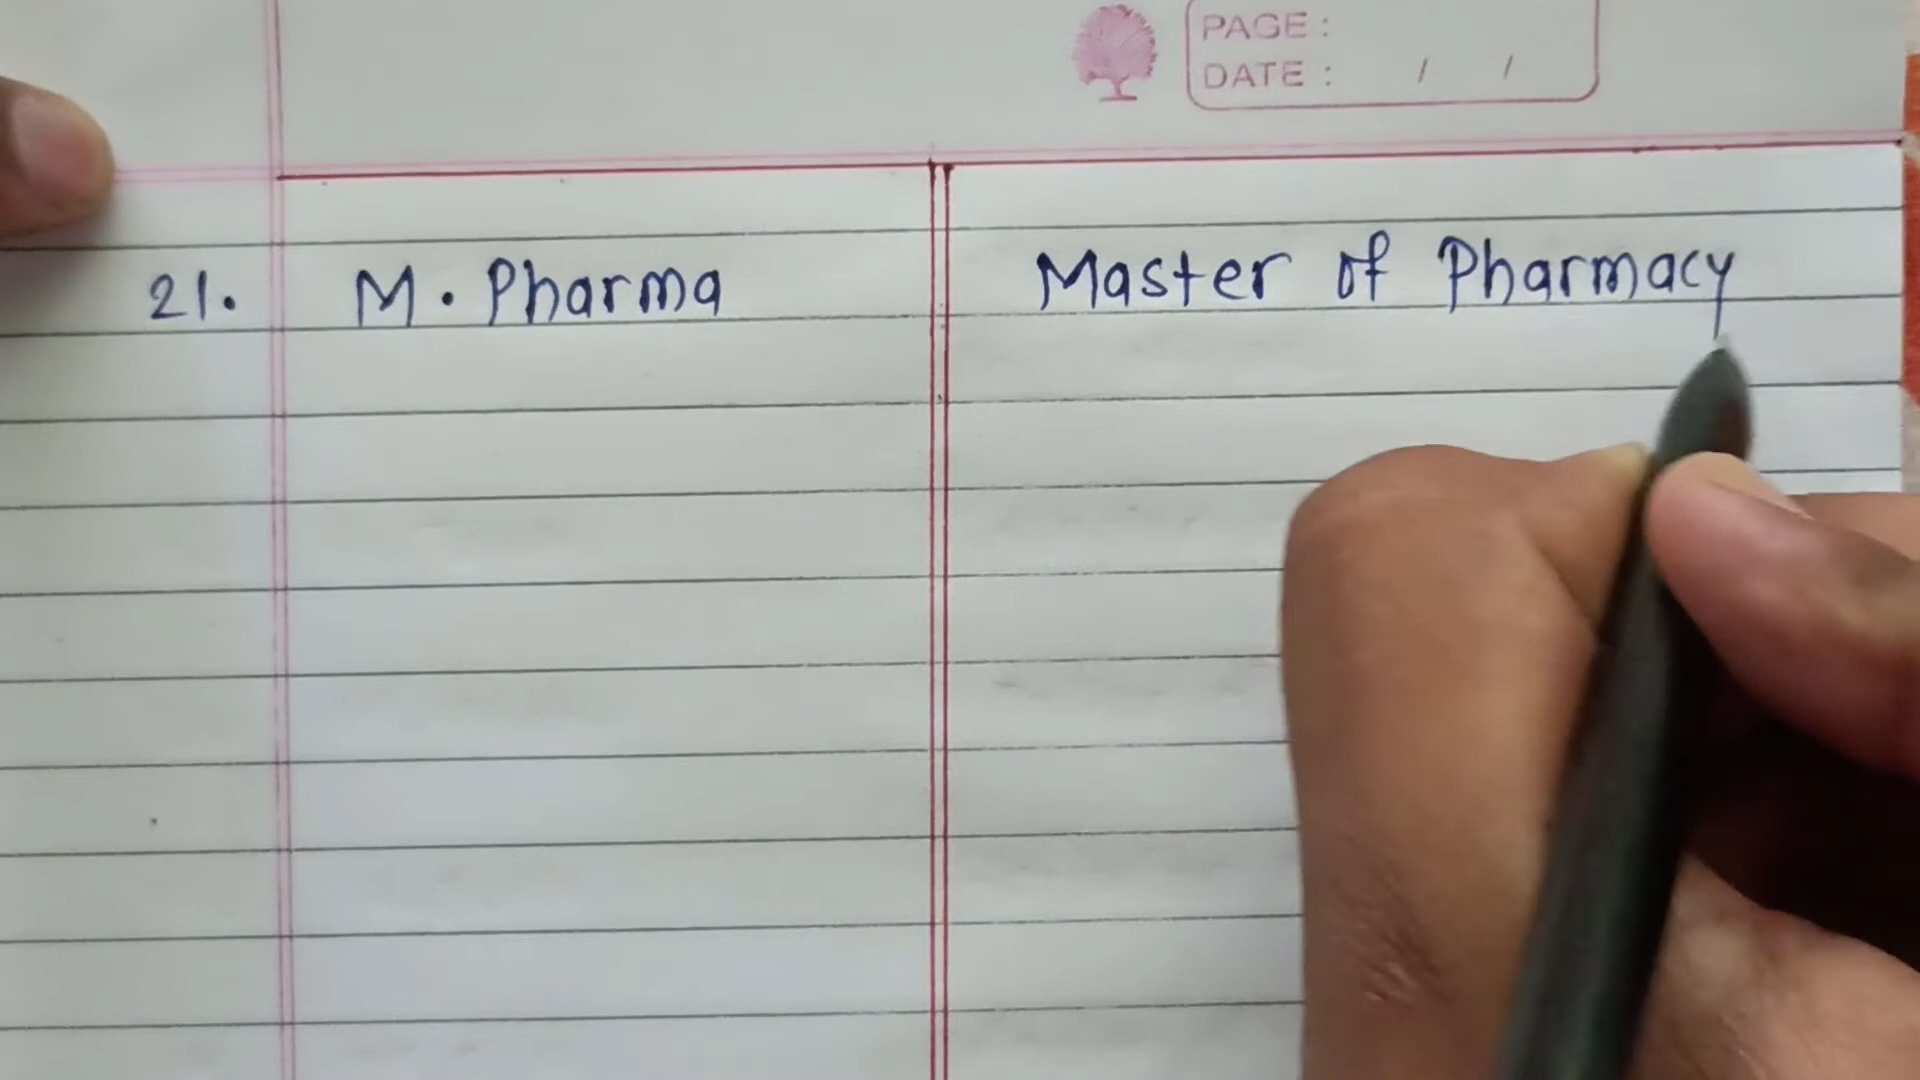 PAGE :
DATE : / /
21. M. Pharma Master of Pharmacy